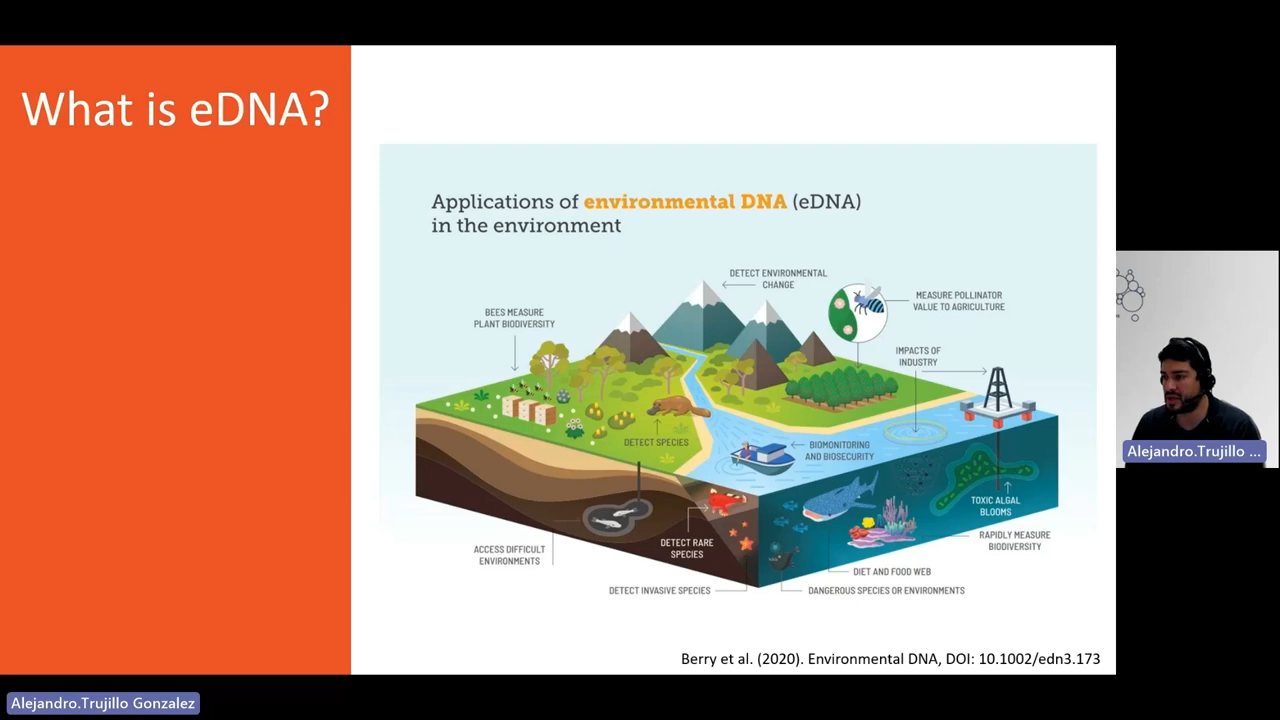 What is eDNA?
Applications of environmental DNA (eDNA)
in the environment
DETECT ENVIRONMENTAL
CHANGE
MEASURE POLLINATOR
VALUE TO AGRICULTURE
BEES MEASURE
PLANT BIODIVERSITY
IMPACTS OF
INDUSTRY
DETECT SPECIES
BIOMONITORING
AND BIOSECURITY
TOXIC ALGAL
BLOOMS
DETECT RARE
SPECIES
RAPIDLY MEASURE
BIODIVERSITY
ACCESS DIFFICULT
ENVIRONMENTS
DIET AND FOOD WEB
DETECT INVASIVE SPECIES
DANGEROUS SPECIES OR ENVIRONMENTS
Berry et al. (2020). Environmental DNA, DOI: 10.1002/edn3.173
Alejandro.Trujillo ...
Alejandro.Trujillo Gonzalez